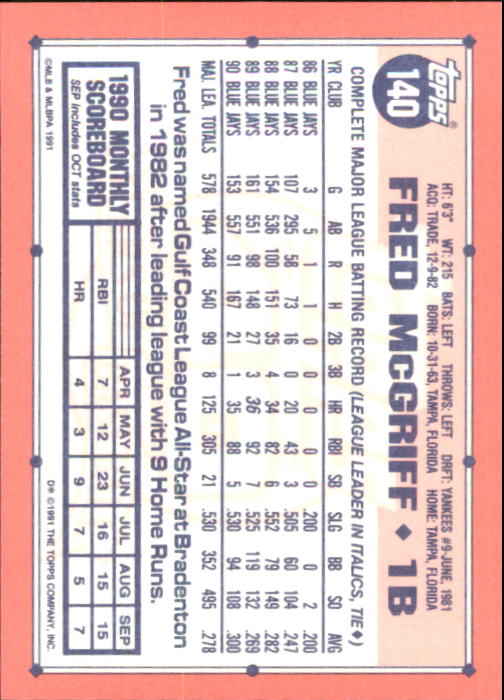 TOPPS®
140
HT: 6'3" WT: 215 BATS: LEFT THROWS: LEFT DRFT: YANKEES #9-JUNE, 1981
ACQ: TRADE, 12-9-82 BORN: 10-31-63, TAMPA, FLORIDA HOME: TAMPA, FLORIDA
FRED McGRIFF ♦ 1B
COMPLETE MAJOR LEAGUE BATTING RECORD (LEAGUE LEADER IN ITALICS, TIE♦)
YR CLUB G AB R H 2B 3B HR RBI SB SLG BB SO AVG
86 BLUE JAYS 3 5 1 1 0 0 0 0 0 .200 0 2 .200
87 BLUE JAYS 107 295 58 73 16 0 20 43 3 .505 60 104 .247
88 BLUE JAYS 154 536 100 151 35 4 34 82 6 .552 79 149 .282
89 BLUE JAYS 161 551 98 148 27 3 36 92 7 .525 119 132 .269
90 BLUE JAYS 153 557 91 167 21 1 35 88 5 .530 94 108 .300
MAJ. LEA. TOTALS 578 1944 348 540 99 8 125 305 21 .530 352 495 .278
Fred was named Gulf Coast League All-Star at Bradenton
in 1982 after leading league with 9 Home Runs.
1990 MONTHLY
SCOREBOARD
SEP includes OCT stats
APR MAY JUN JUL AUG SEP
RBI 7 12 23 16 15 15
HR 4 3 9 7 5 7
©MLB & MLBPA 1991
D* ©1991 THE TOPPS COMPANY, INC.